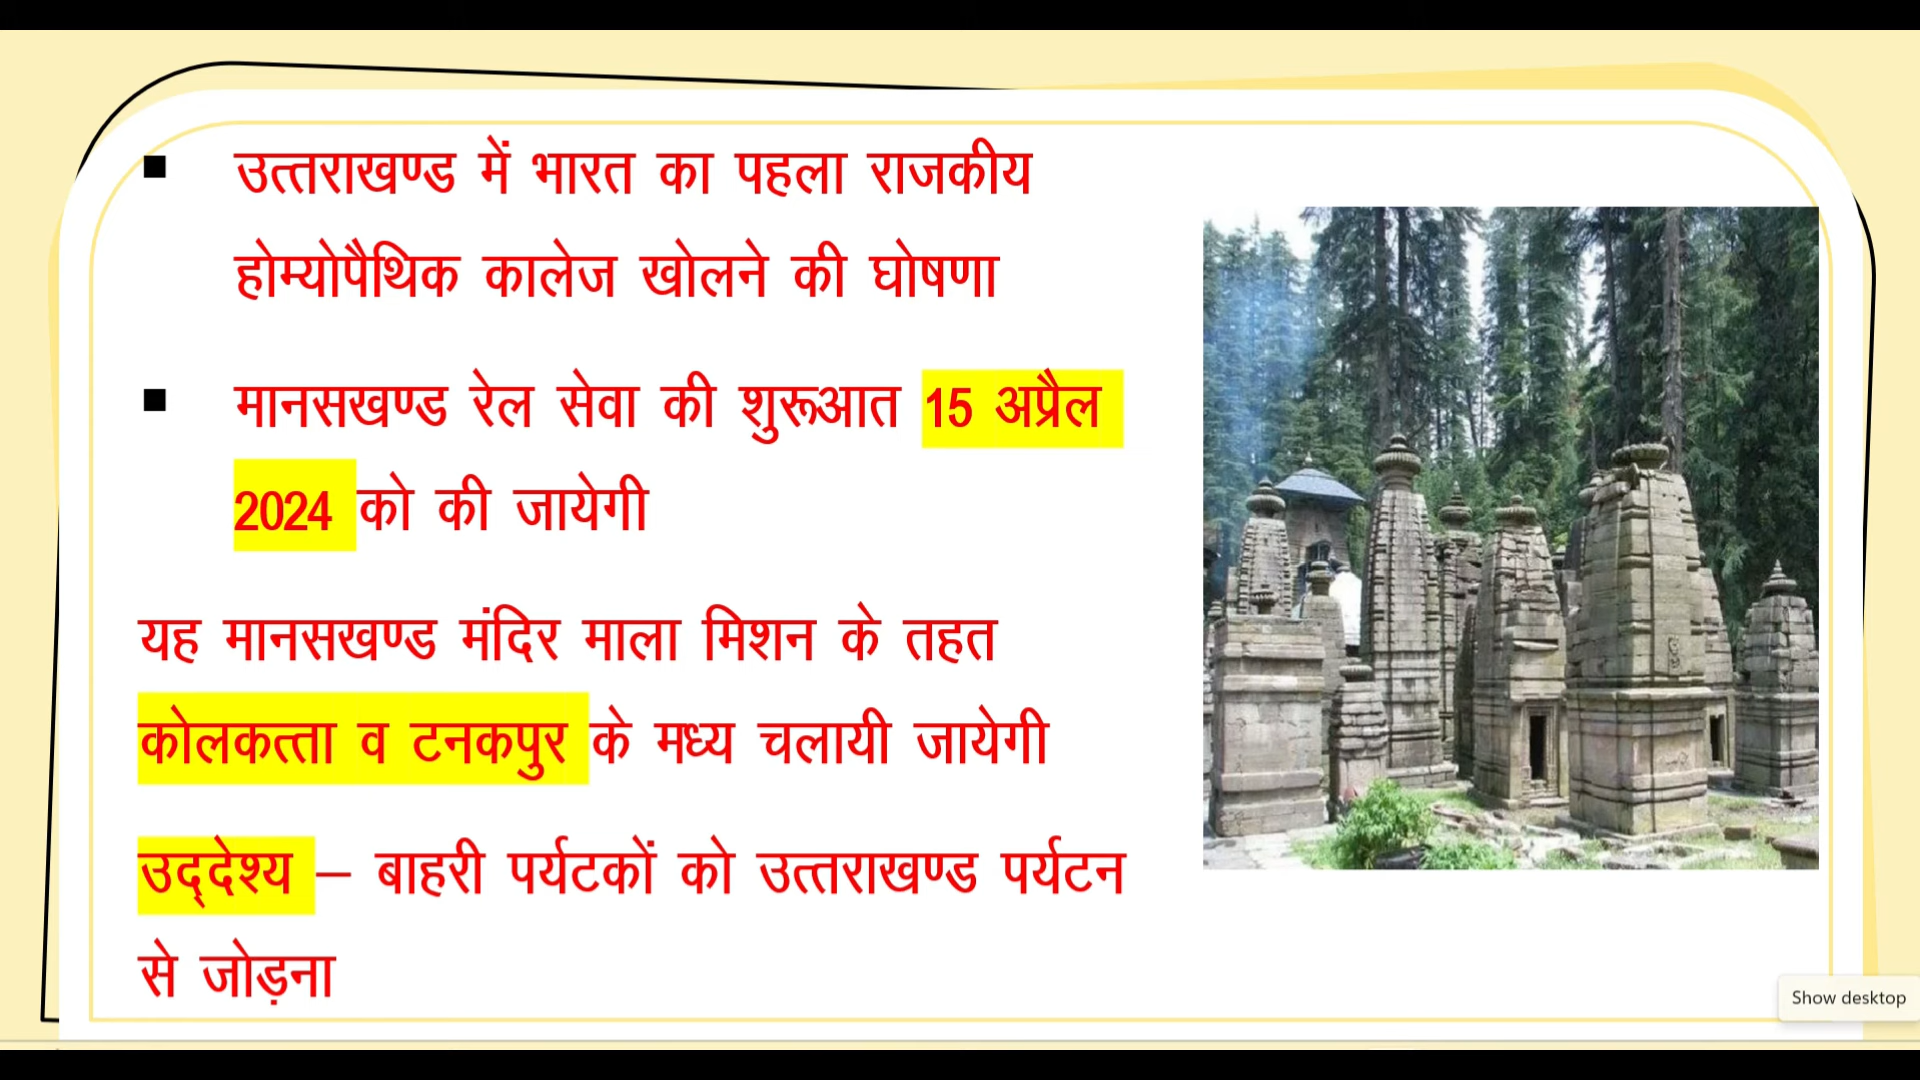 ▪ उत्तराखण्ड में भारत का पहला राजकीय
होम्योपैथिक कालेज खोलने की घोषणा
▪ मानसखण्ड रेल सेवा की शुरूआत 15 अप्रैल
2024 को की जायेगी
यह मानसखण्ड मंदिर माला मिशन के तहत
कोलकत्ता व टनकपुर के मध्य चलायी जायेगी
उद्देश्य – बाहरी पर्यटकों को उत्तराखण्ड पर्यटन
से जोड़ना
Show desktop